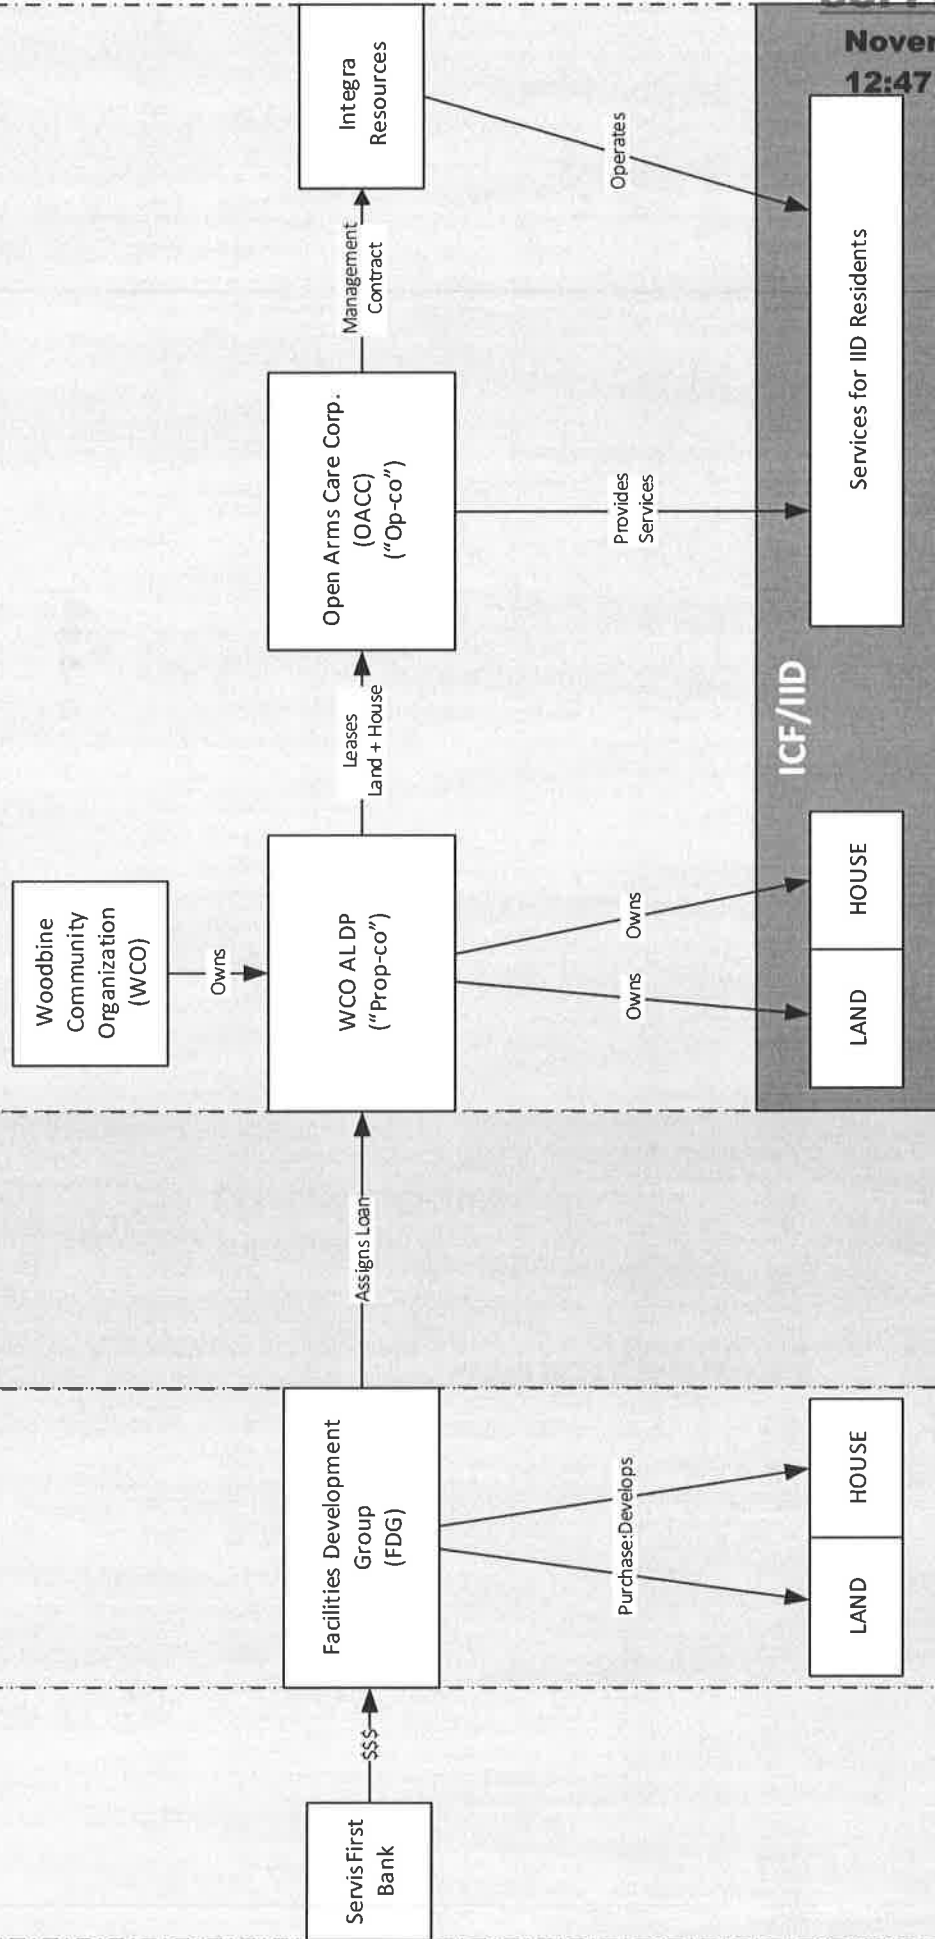 Noven
12:47
ServisFirst
Bank
$$$
Facilities Development
Group
(FDG)
Purchase:Develops
LAND
HOUSE
Assigns Loan
Woodbine
Community
Organization
(WCO)
Owns
WCO AL DP
("Prop-co")
Owns
Owns
LAND
HOUSE
Leases
Land + House
Open Arms Care Corp.
(OACC)
("Op-co")
Provides
Services
Management
Contract
Integra
Resources
Operates
ICF/IID
Services for IID Residents